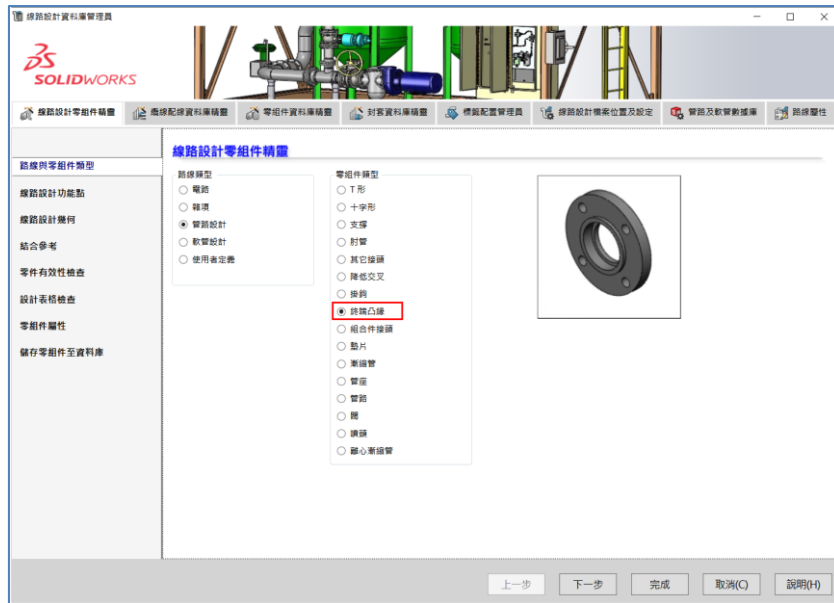 線路設計資料庫管理員
SOLIDWORKS
線路設計零組件精靈
纜線配線資料庫精靈
零組件資料庫精靈
封套資料庫精靈
標籤配置管理員
線路設計檔案位置及設定
管路及軟管數據庫
路線屬性
路線與零組件類型
線路設計功能點
線路設計幾何
結合參考
零件有效性檢查
設計表格檢查
零組件屬性
儲存零組件至資料庫
線路設計零組件精靈
路線類型
電路
雜項
管路設計
軟管設計
使用者定義
零組件類型
T 形
十字形
支撐
肘管
其它接頭
降低交叉
掛鉤
終端凸緣
組合件接頭
墊片
漸縮管
管座
管路
閥
噴頭
離心漸縮管
上一步
下一步
完成
取消(C)
說明(H)